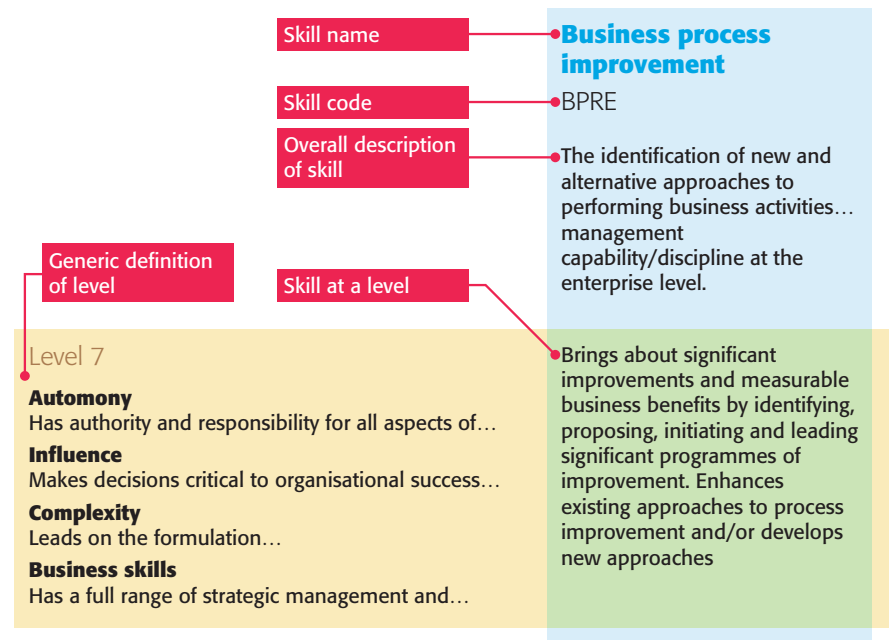 Skill name
Business process
improvement
Skill code
BPRE
Overall description
of skill
The identification of new and
alternative approaches to
performing business activities…
management
capability/discipline at the
enterprise level.
Generic definition
of level
Skill at a level
Level 7
Automony
Has authority and responsibility for all aspects of…
Influence
Makes decisions critical to organisational success…
Complexity
Leads on the formulation…
Business skills
Has a full range of strategic management and…
Brings about significant
improvements and measurable
business benefits by identifying,
proposing, initiating and leading
significant programmes of
improvement. Enhances
existing approaches to process
improvement and/or develops
new approaches